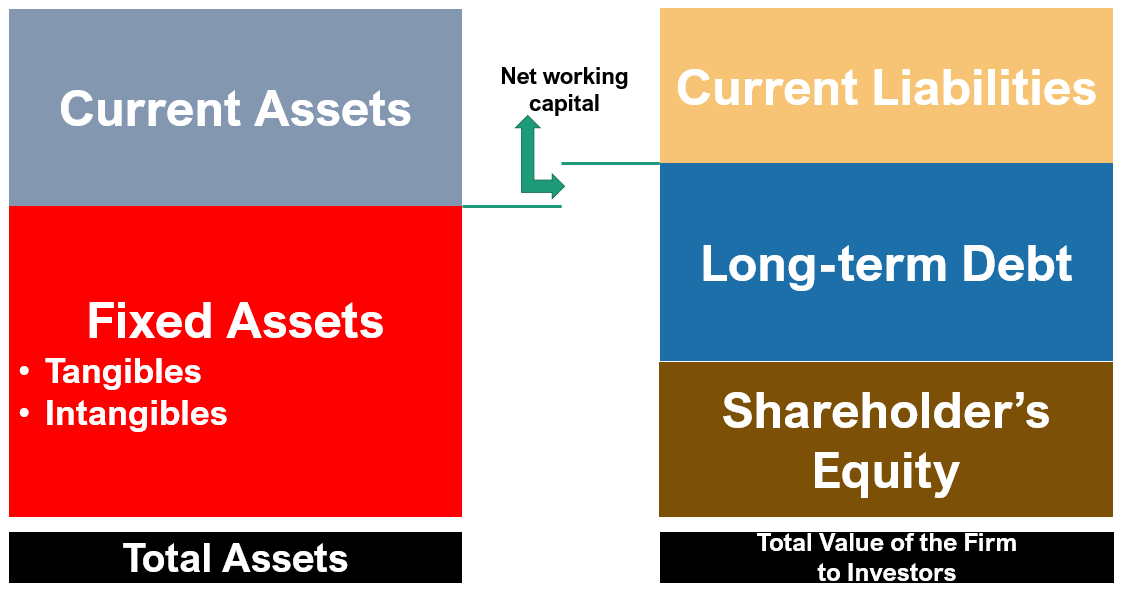 Current Assets
Fixed Assets
• Tangibles
• Intangibles
Total Assets
Net working
capital
Current Liabilities
Long-term Debt
Shareholder’s
Equity
Total Value of the Firm
to Investors